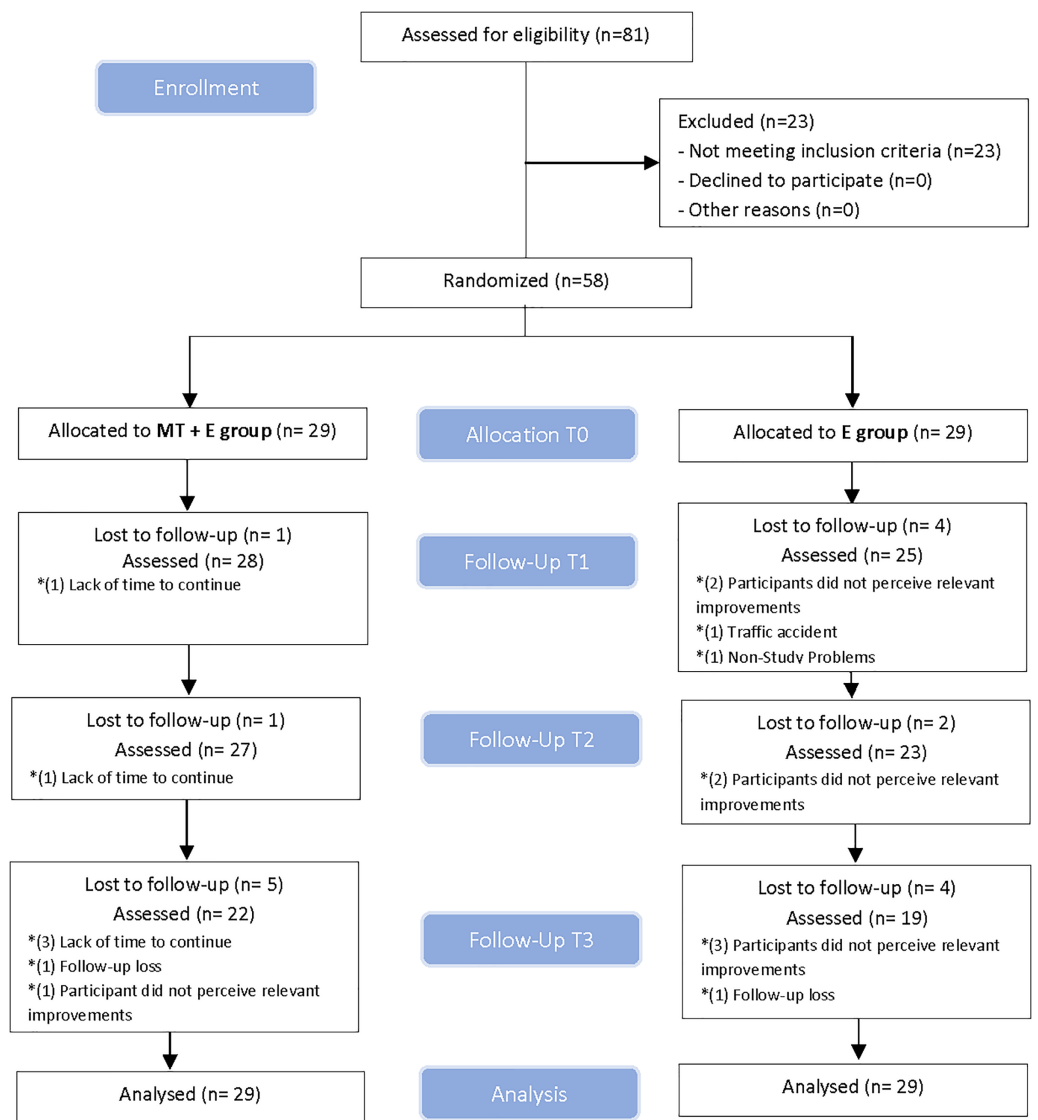 Assessed for eligibility (n=81)
Enrollment
Excluded (n=23)
- Not meeting inclusion criteria (n=23)
- Declined to participate (n=0)
- Other reasons (n=0)
Randomized (n=58)
Allocated to MT + E group (n= 29)
Allocation T0
Allocated to E group (n= 29)
Lost to follow-up (n= 1)
Assessed (n= 28)
*(1) Lack of time to continue
Follow-Up T1
Lost to follow-up (n= 4)
Assessed (n= 25)
*(2) Participants did not perceive relevant
improvements
*(1) Traffic accident
*(1) Non-Study Problems
Lost to follow-up (n= 1)
Assessed (n= 27)
*(1) Lack of time to continue
Follow-Up T2
Lost to follow-up (n= 2)
Assessed (n= 23)
*(2) Participants did not perceive relevant
improvements
Lost to follow-up (n= 5)
Assessed (n= 22)
*(3) Lack of time to continue
*(1) Follow-up loss
*(1) Participant did not perceive relevant
improvements
Follow-Up T3
Lost to follow-up (n= 4)
Assessed (n= 19)
*(3) Participants did not perceive relevant
improvements
*(1) Follow-up loss
Analysed (n= 29)
Analysis
Analysed (n= 29)